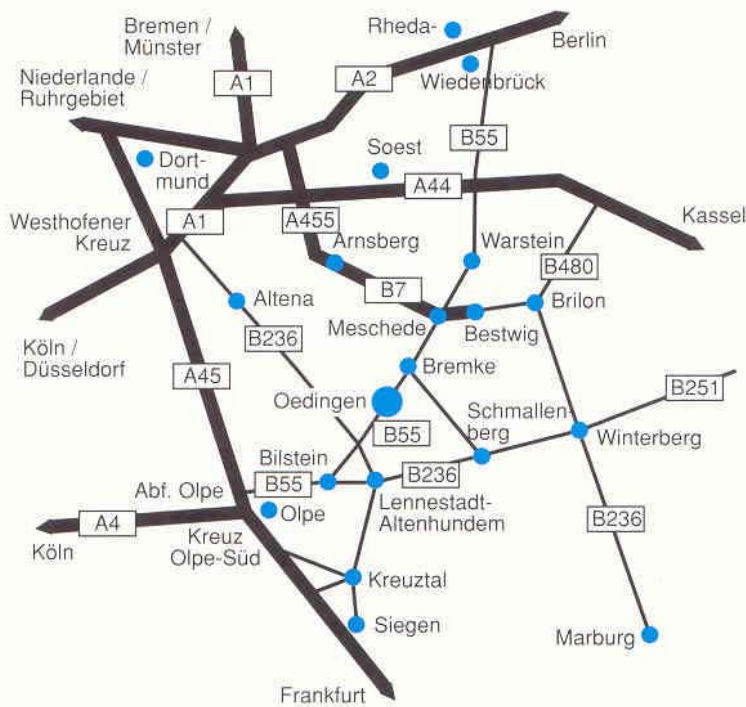 Bremen /
Münster
Rheda-
Wiedenbrück
Berlin
Niederlande /
Ruhrgebiet
A1
A2
B55
Soest
Dort-
mund
A44
Westhofener
Kreuz
A1
A455
Kassel
Arnsberg
Warstein
B480
B7
Altena
Meschede
Bestwig
Brilon
Köln /
Düsseldorf
B236
A45
Bremke
B251
Oedingen
Schmallen-
berg
B55
Winterberg
Bilstein
B236
Abf. Olpe
B55
Olpe
Lennestadt-
Altenhundem
A4
Köln
Kreuz
Olpe-Süd
B236
Kreuztal
Siegen
Marburg
Frankfurt